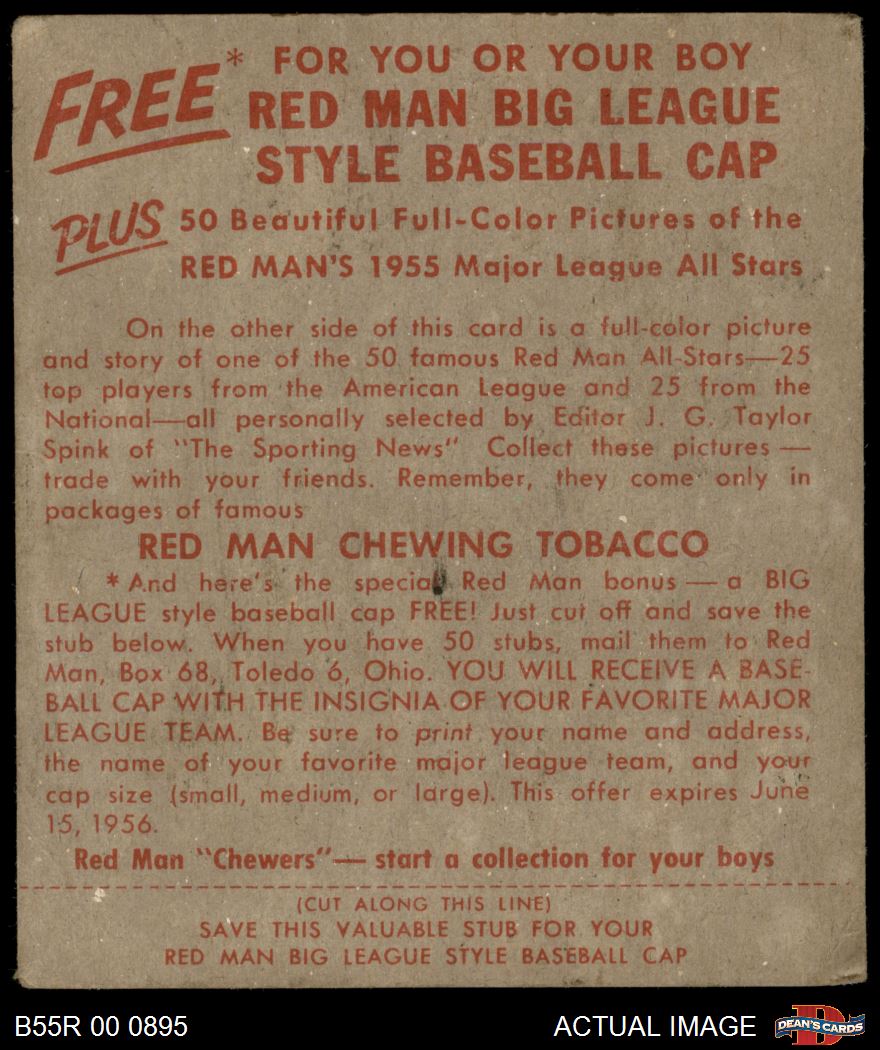 FREE* FOR YOU OR YOUR BOY
RED MAN BIG LEAGUE
STYLE BASEBALL CAP
PLUS 50 Beautiful Full-Color Pictures of the
RED MAN'S 1955 Major League All Stars
On the other side of this card is a full-color picture
and story of one of the 50 famous Red Man All-Stars—25
top players from the American League and 25 from the
National—all personally selected by Editor J. G. Taylor
Spink of "The Sporting News" Collect these pictures —
trade with your friends. Remember, they come only in
packages of famous
RED MAN CHEWING TOBACCO
* And here's the special Red Man bonus — a BIG
LEAGUE style baseball cap FREE! Just cut off and save the
stub below. When you have 50 stubs, mail them to Red
Man, Box 68, Toledo 6, Ohio. YOU WILL RECEIVE A BASE-
BALL CAP WITH THE INSIGNIA OF YOUR FAVORITE MAJOR
LEAGUE TEAM. Be sure to print your name and address,
the name of your favorite major league team, and your
cap size (small, medium, or large). This offer expires June
15, 1956.
Red Man "Chewers"— start a collection for your boys
(CUT ALONG THIS LINE)
SAVE THIS VALUABLE STUB FOR YOUR
RED MAN BIG LEAGUE STYLE BASEBALL CAP
B55R 00 0895 ACTUAL IMAGE D DEAN'S CARDS